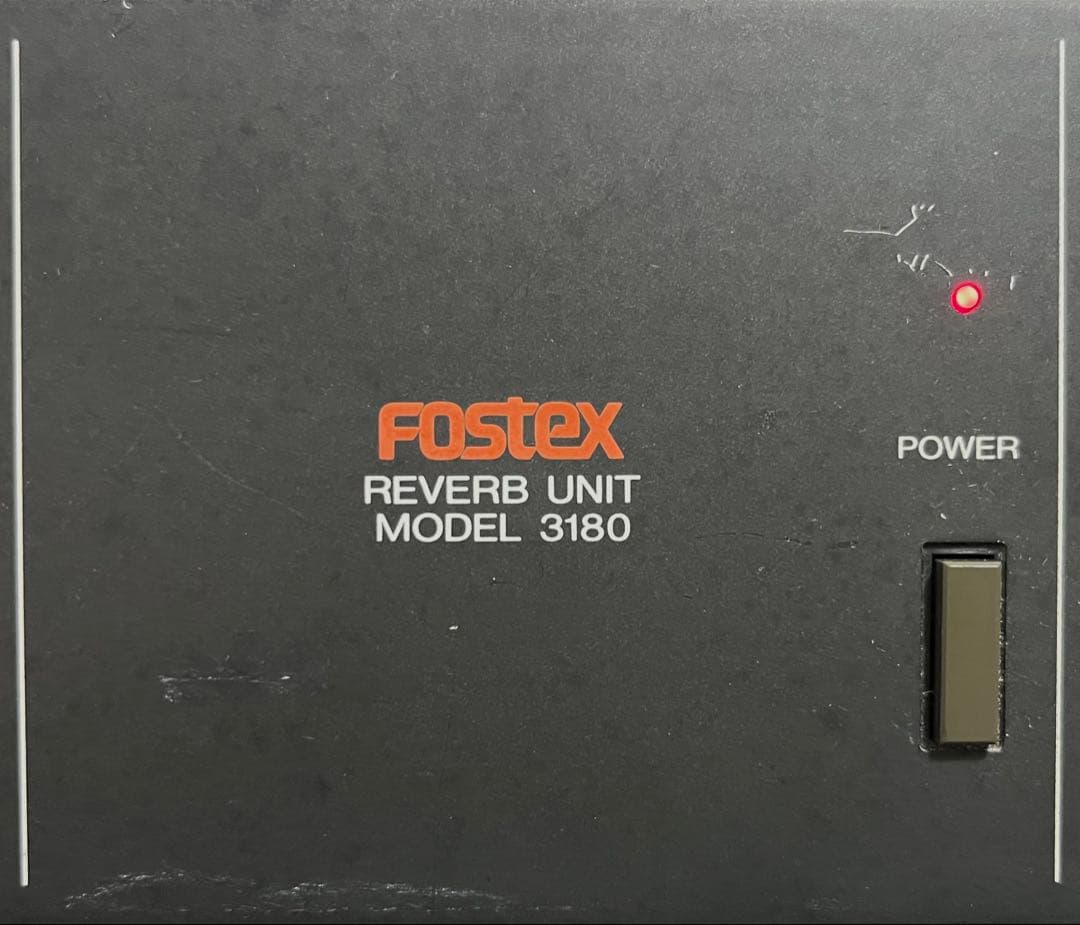 Fostex
REVERB UNIT
MODEL 3180
POWER